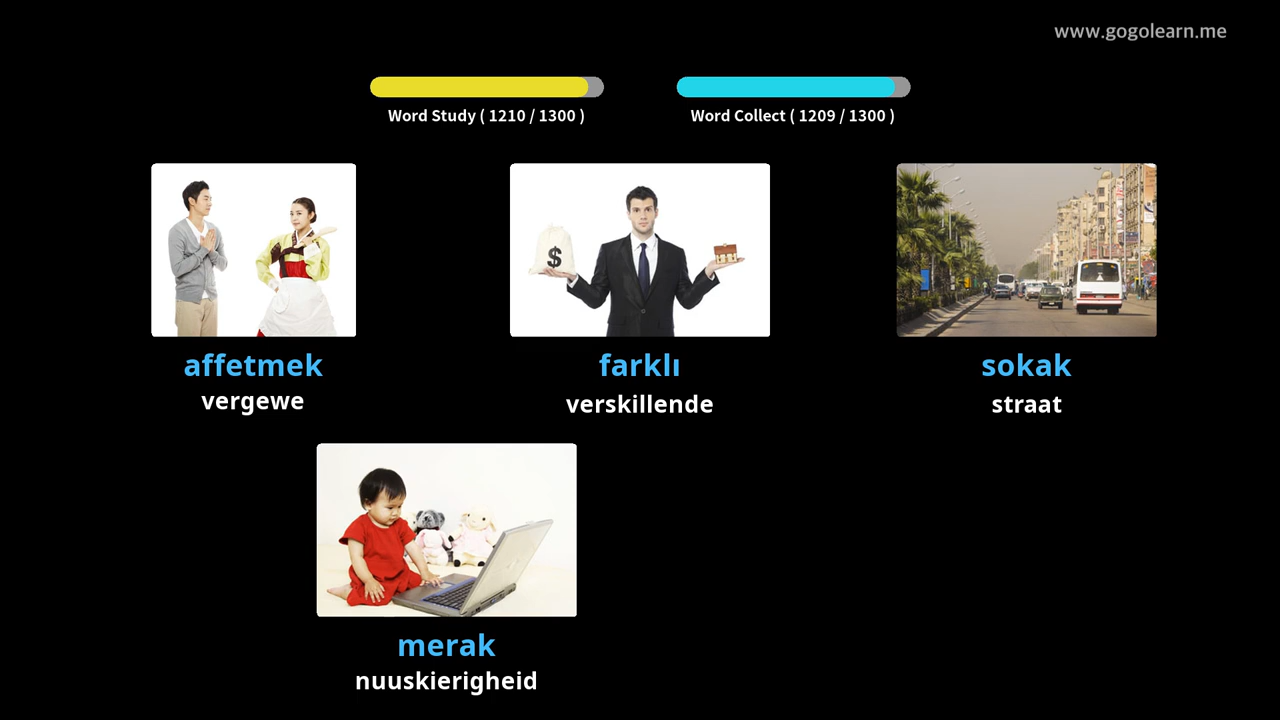 www.gogolearn.me
Word Study ( 1210 / 1300 )
Word Collect ( 1209 / 1300 )
$
affetmek
vergewe
farklı
verskillende
sokak
straat
merak
nuuskierigheid